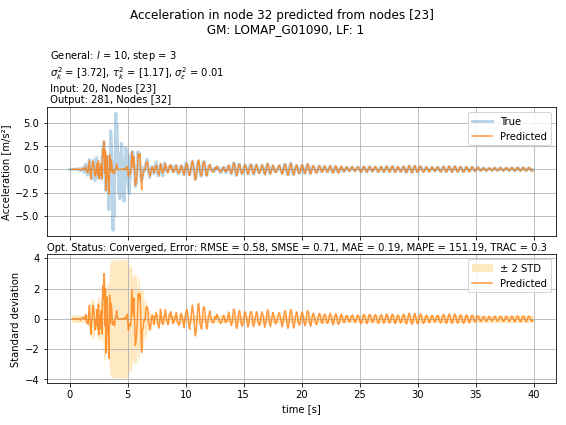 Acceleration in node 32 predicted from nodes [23]
GM: LOMAP_G01090, LF: 1
General: l = 10, step = 3
σ²ₖ = [3.72], τ²ₖ = [1.17], σ²ε = 0.01
Input: 20, Nodes [23]
Output: 281, Nodes [32]
Acceleration [m/s²]
5.0
2.5
0.0
−2.5
−5.0
True
Predicted
Opt. Status: Converged, Error: RMSE = 0.58, SMSE = 0.71, MAE = 0.19, MAPE = 151.19, TRAC = 0.3
Standard deviation
4
2
0
−2
−4
± 2 STD
Predicted
0 5 10 15 20 25 30 35 40
time [s]